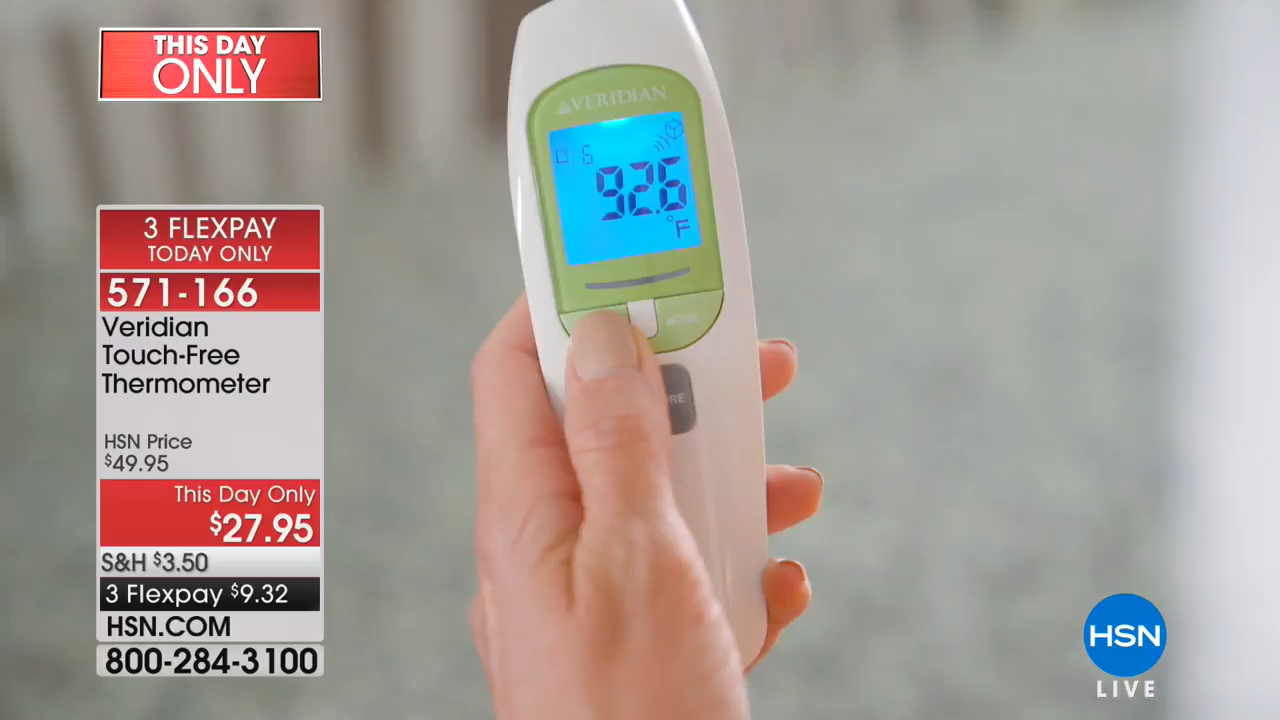 THIS DAY
ONLY
3 FLEXPAY
TODAY ONLY
571-166
Veridian
Touch-Free
Thermometer
HSN Price
$49.95
This Day Only
$27.95
S&H $3.50
3 Flexpay $9.32
HSN.COM
800-284-3100
VERIDIAN
6
92.6
°F
MODE
RE
HSN
LIVE